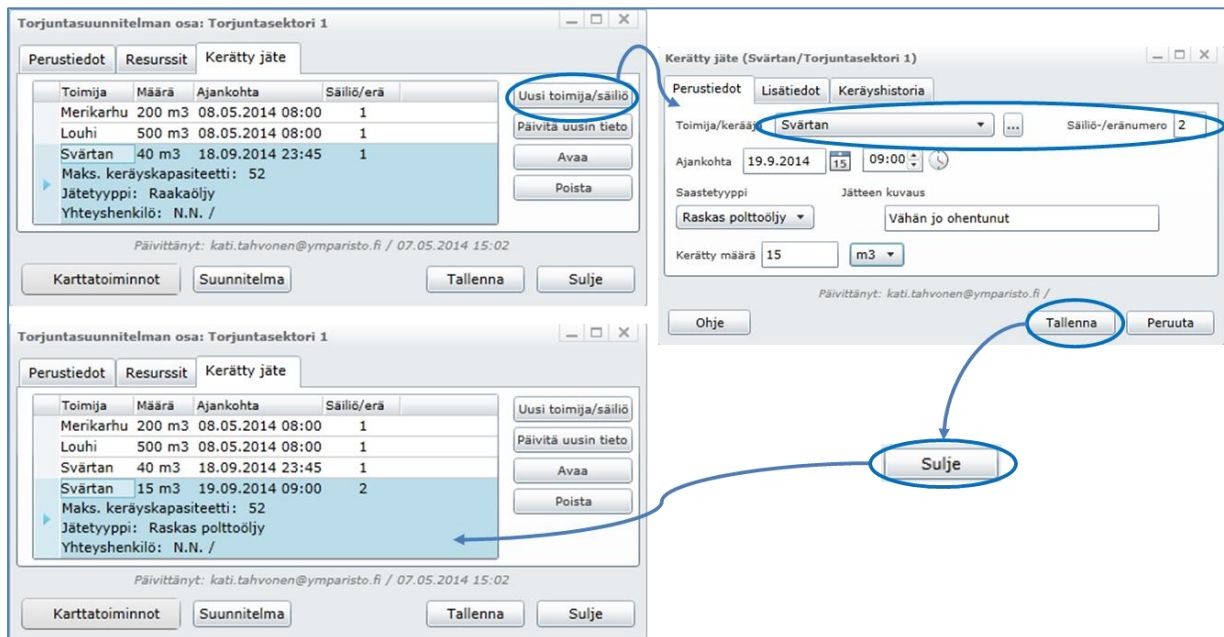 Torjuntasuunnitelman osa: Torjuntasektori 1
Perustiedot Resurssit Kerätty jäte
Toimija Määrä Ajankohta Säiliö/erä
Merikarhu 200 m3 08.05.2014 08:00 1
Louhi 500 m3 08.05.2014 08:00 1
Svärtan 40 m3 18.09.2014 23:45 1
Maks. keräyskapasiteetti: 52
Jätetyyppi: Raakaöljy
Yhteyshenkilö: N.N. /
Uusi toimija/säiliö
Päivitä uusin tieto
Avaa
Poista
Päivittänyt: kati.tahvonen@ymparisto.fi / 07.05.2014 15:02
Karttatoiminnot Suunnitelma Tallenna Sulje
Kerätty jäte (Svärtan/Torjuntasektori 1)
Perustiedot Lisätiedot Keräyshistoria
Toimija/kerääjä Svärtan ... Säiliö-/eränumero 2
Ajankohta 19.9.2014 15 09:00
Saastetyyppi Jätteen kuvaus
Raskas polttoöljy Vähän jo ohentunut
Kerätty määrä 15 m3
Päivittänyt: kati.tahvonen@ymparisto.fi /
Ohje Tallenna Peruuta
Sulje
Torjuntasuunnitelman osa: Torjuntasektori 1
Perustiedot Resurssit Kerätty jäte
Toimija Määrä Ajankohta Säiliö/erä
Merikarhu 200 m3 08.05.2014 08:00 1
Louhi 500 m3 08.05.2014 08:00 1
Svärtan 40 m3 18.09.2014 23:45 1
Svärtan 15 m3 19.09.2014 09:00 2
Maks. keräyskapasiteetti: 52
Jätetyyppi: Raskas polttoöljy
Yhteyshenkilö: N.N. /
Uusi toimija/säiliö
Päivitä uusin tieto
Avaa
Poista
Päivittänyt: kati.tahvonen@ymparisto.fi / 07.05.2014 15:02
Karttatoiminnot Suunnitelma Tallenna Sulje